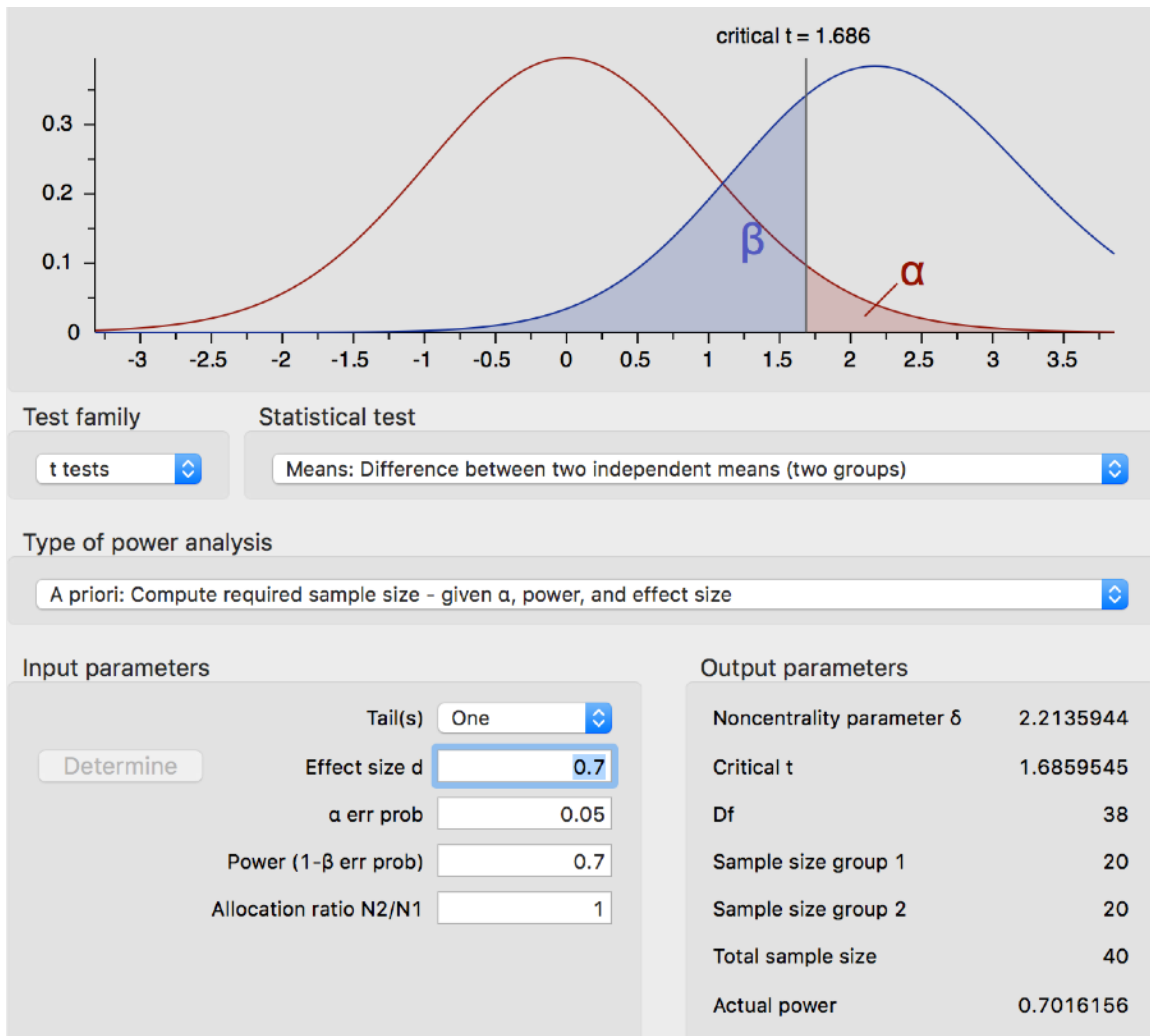 critical t = 1.686
0.3
0.2
β
0.1
α
0
-3 -2.5 -2 -1.5 -1 -0.5 0 0.5 1 1.5 2 2.5 3 3.5
Test family Statistical test
t tests Means: Difference between two independent means (two groups)
Type of power analysis
A priori: Compute required sample size - given α, power, and effect size
Input parameters Output parameters
Tail(s) One Noncentrality parameter δ 2.2135944
Determine Effect size d 0.7 Critical t 1.6859545
α err prob 0.05 Df 38
Power (1-β err prob) 0.7 Sample size group 1 20
Allocation ratio N2/N1 1 Sample size group 2 20
Total sample size 40
Actual power 0.7016156